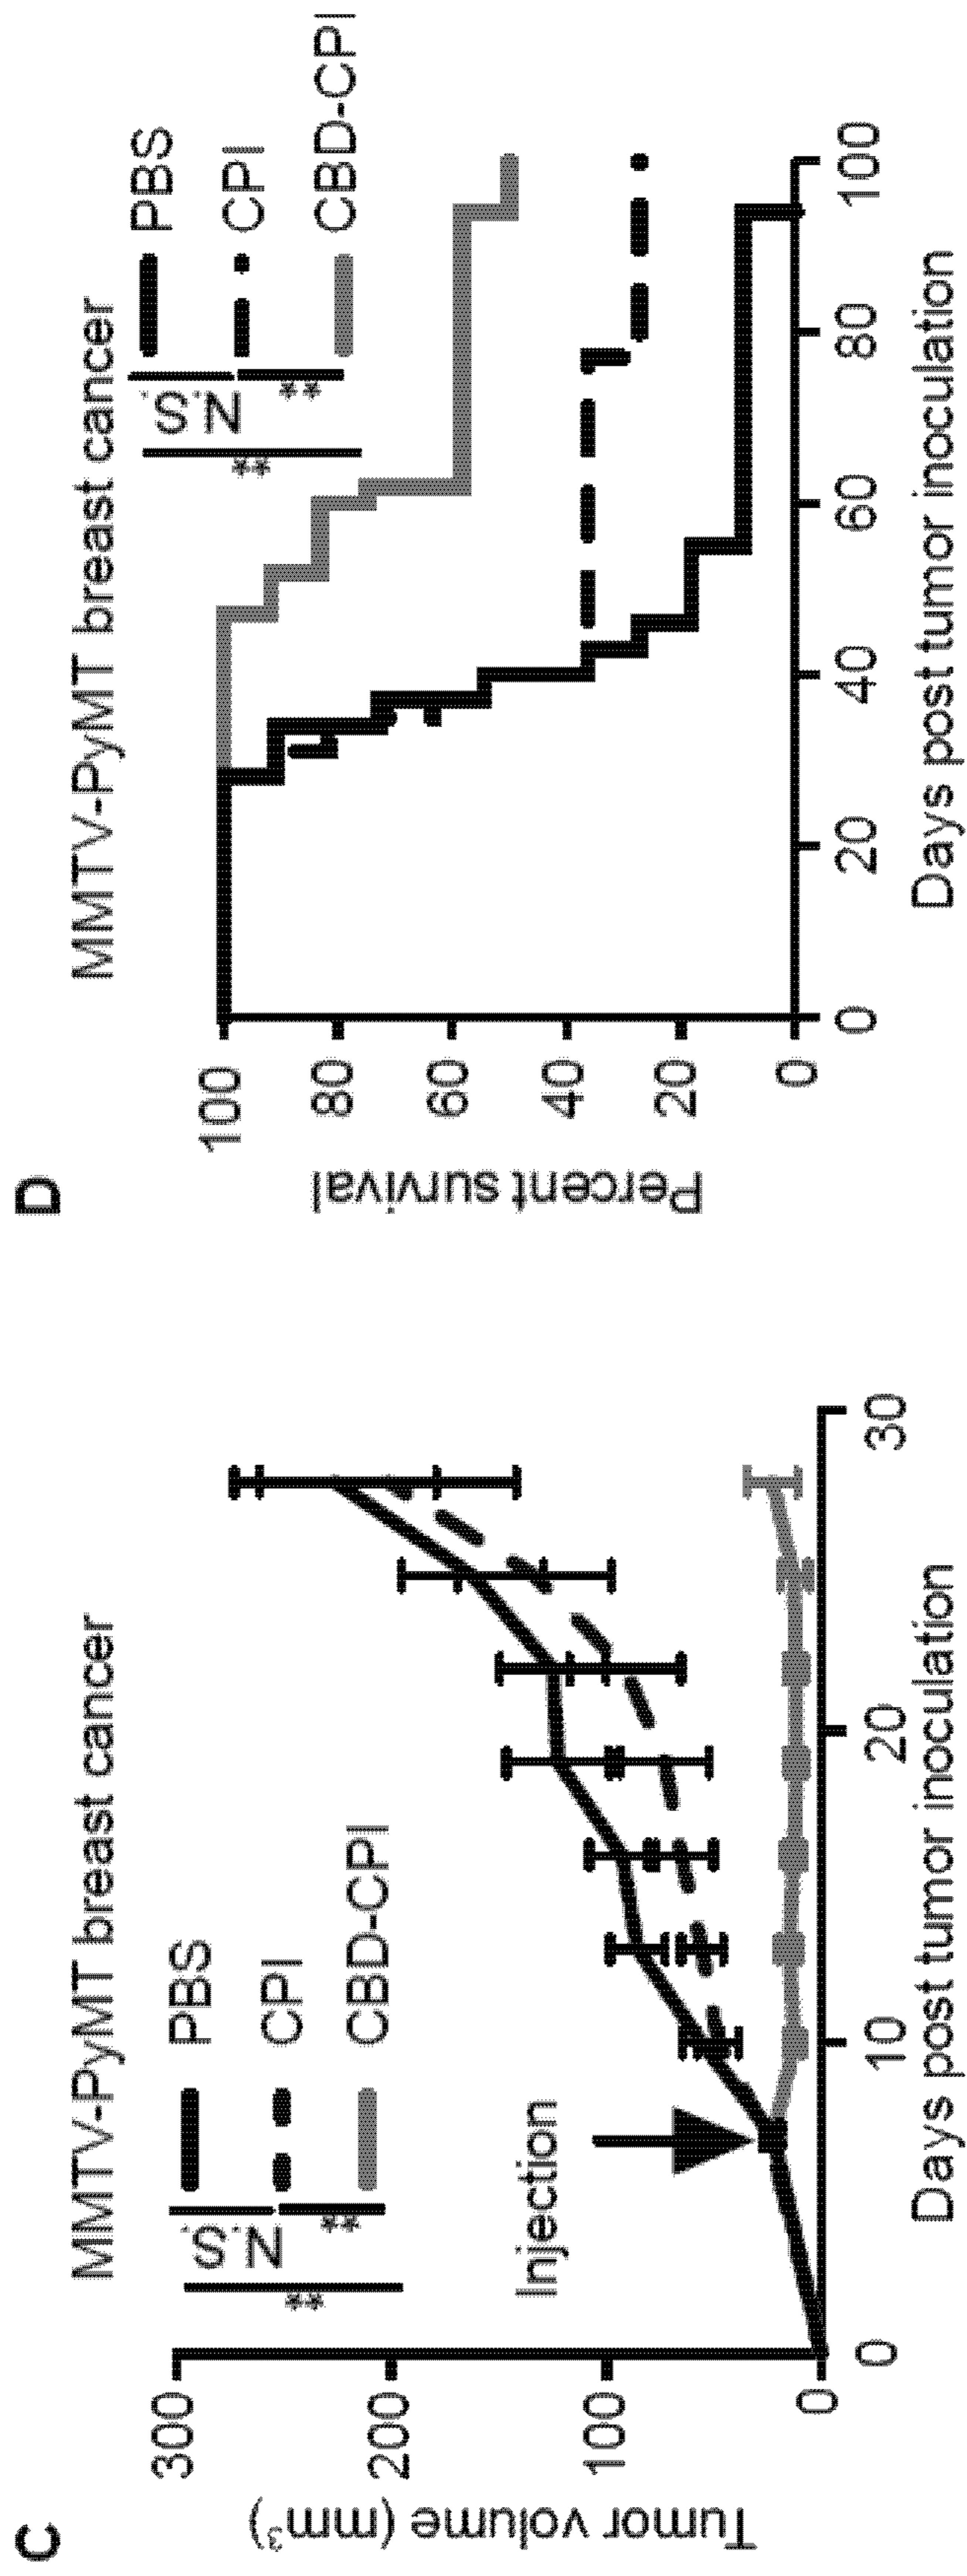 C
MMTV-PyMT breast cancer
PBS
CPI
CBD-CPI
N.S.
**
**
Injection
Tumor volume (mm³)
300
200
100
0
0
10
20
30
Days post tumor inoculation
D
MMTV-PyMT breast cancer
PBS
CPI
CBD-CPI
N.S.
**
**
Percent survival
100
80
60
40
20
0
0
20
40
60
80
100
Days post tumor inoculation